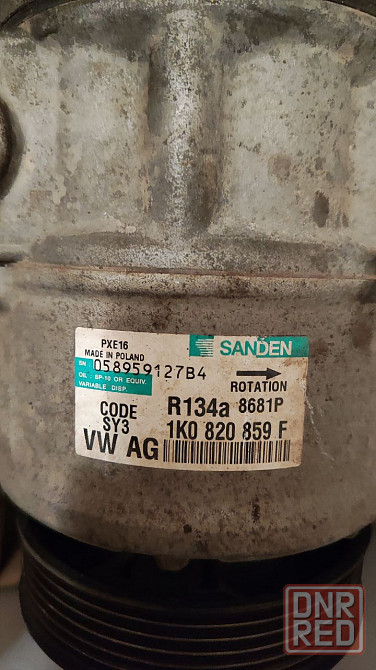 PXE16
MADE IN POLAND
SANDEN
SN 058959127B4
OIL: SP-10 OR EQUIV.
VARIABLE DISP.
ROTATION
CODE
SY3
R134a 8681P
VW AG
1K0 820 859 F
DNR
RED